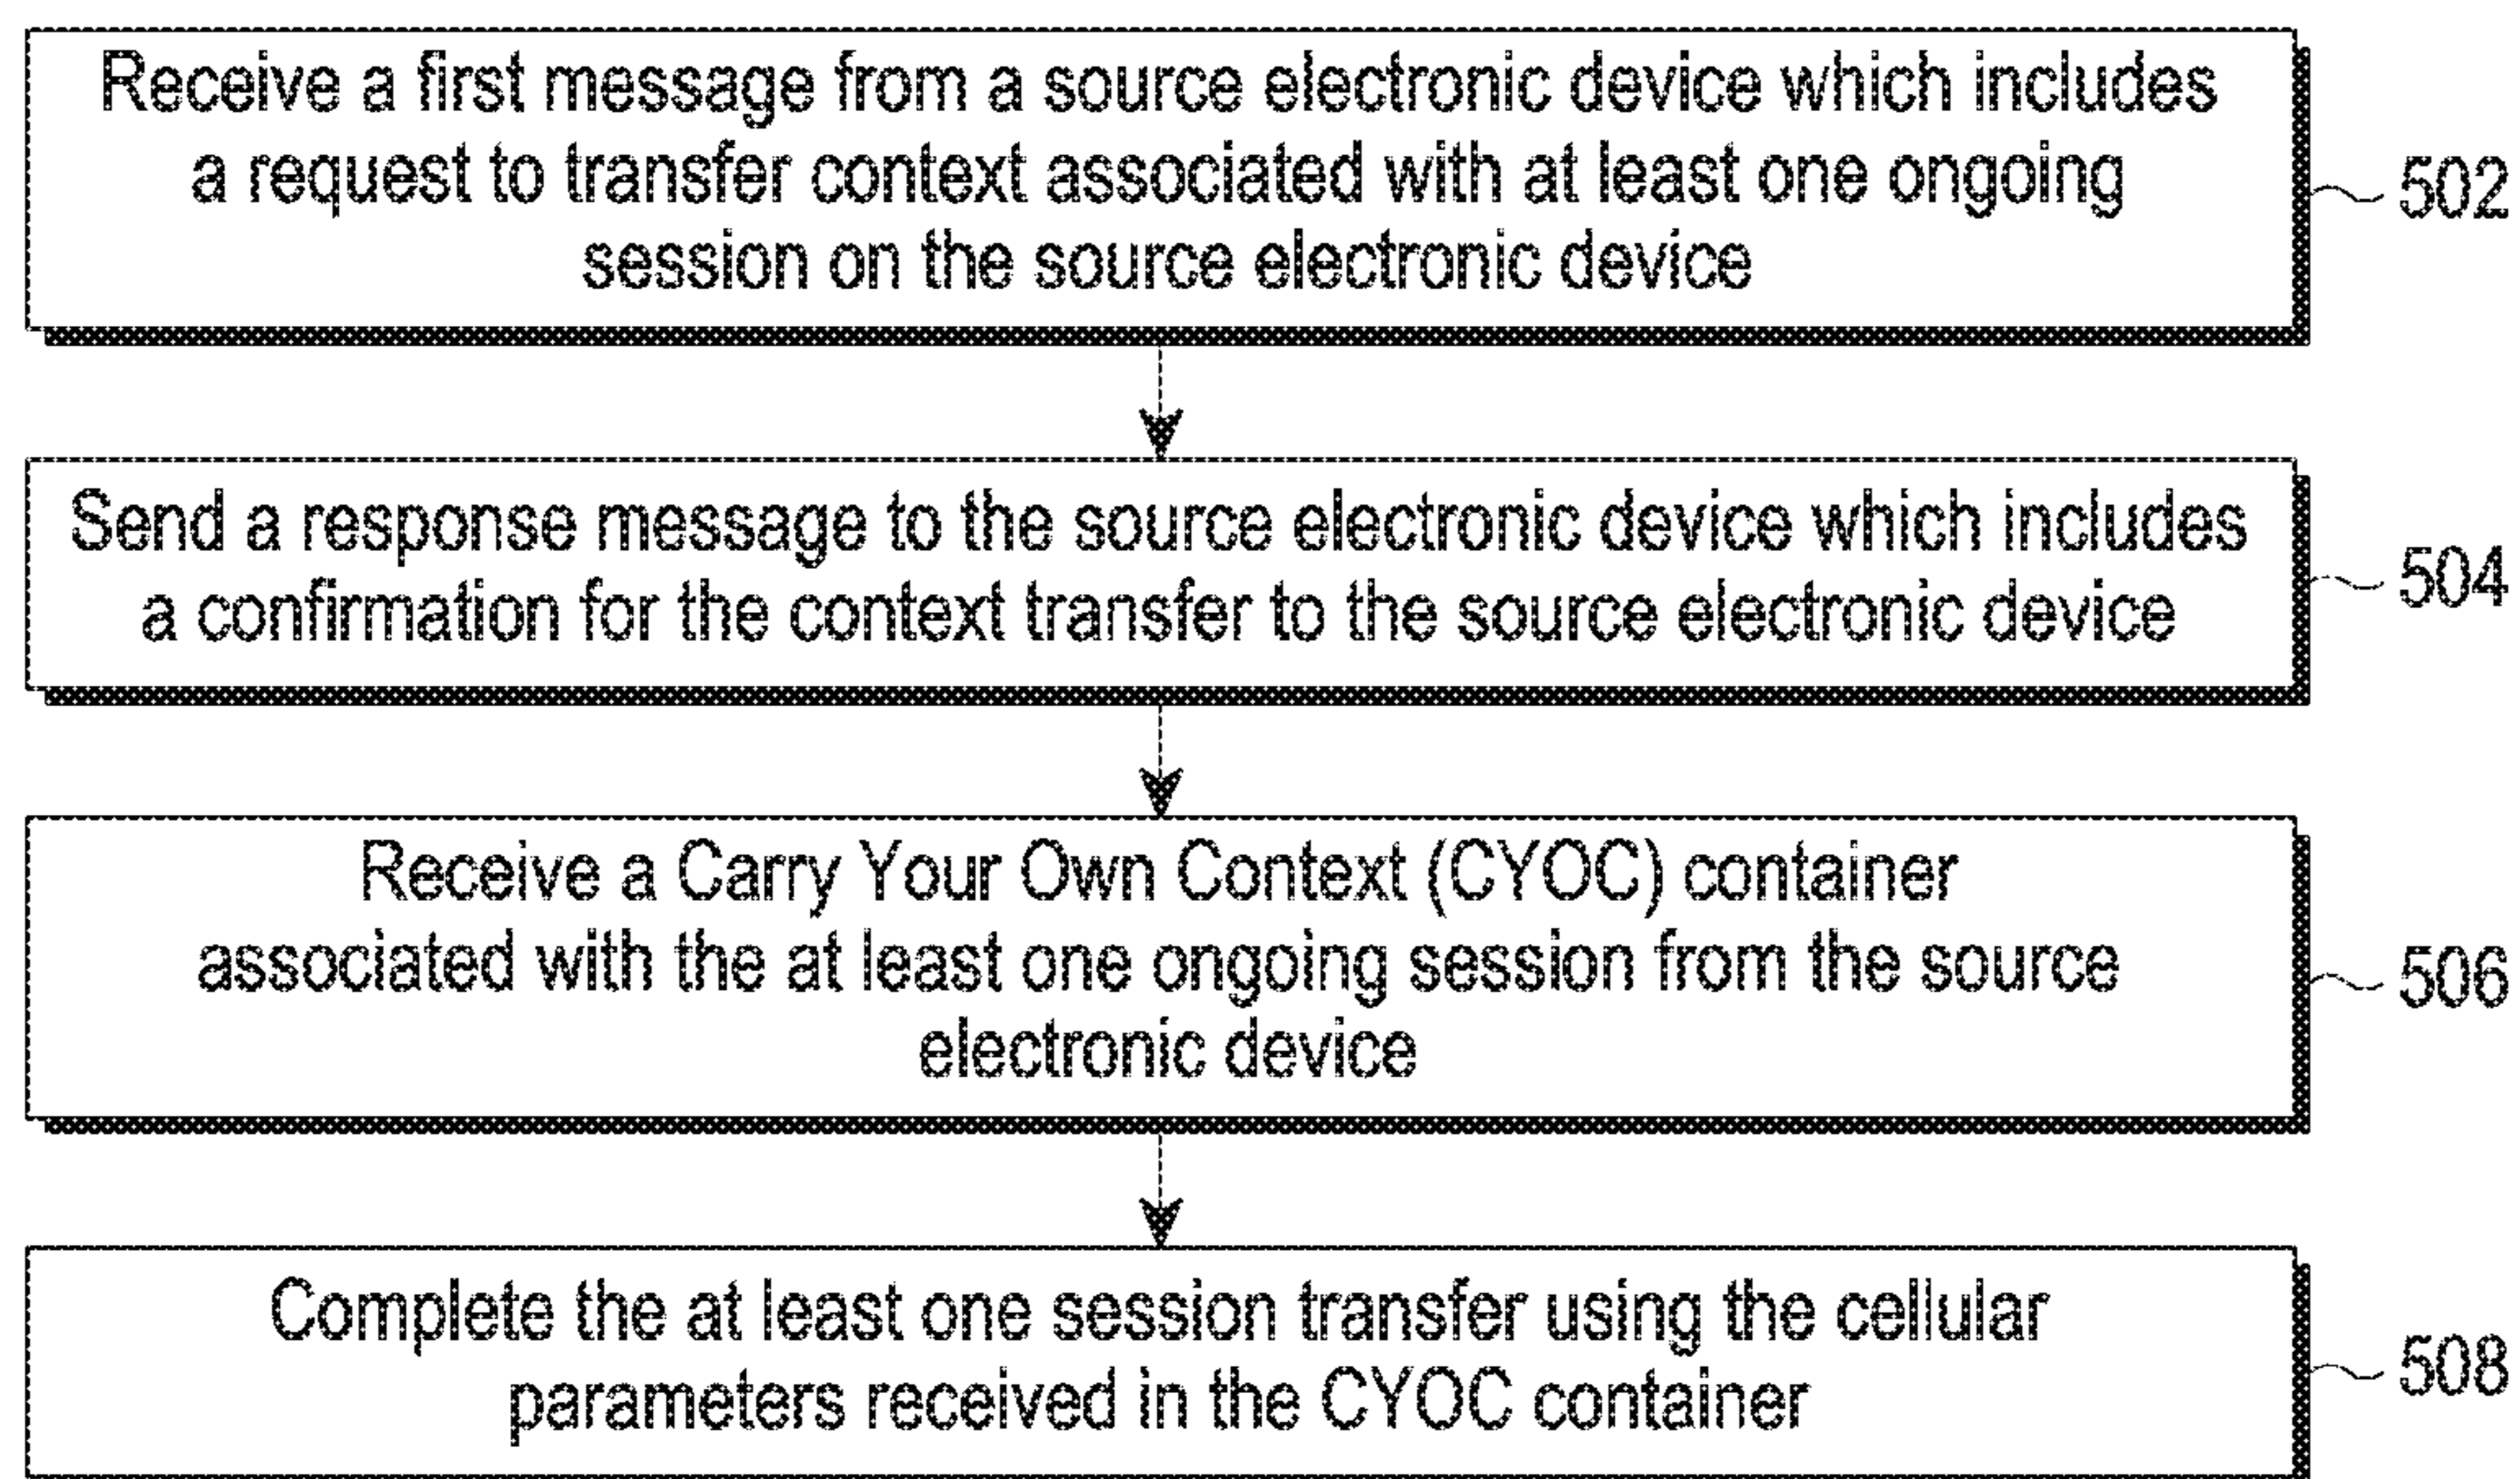 Receive a first message from a source electronic device which includes
a request to transfer context associated with at least one ongoing
session on the source electronic device
502
Send a response message to the source electronic device which includes
a confirmation for the context transfer to the source electronic device
504
Receive a Carry Your Own Context (CYOC) container
associated with the at least one ongoing session from the source
electronic device
506
Complete the at least one session transfer using the cellular
parameters received in the CYOC container
508